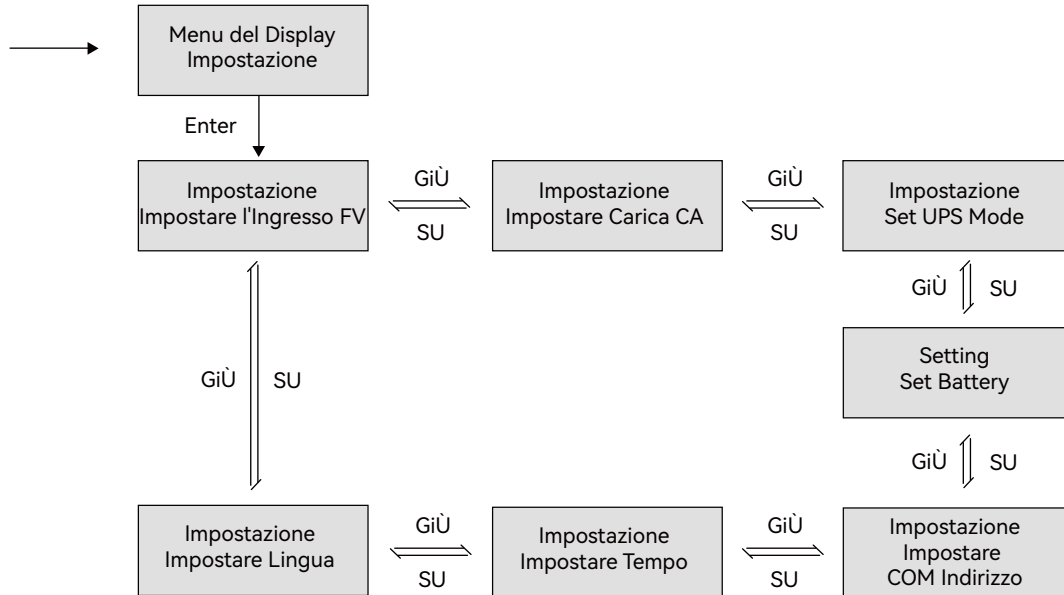 Menu del Display
Impostazione
Enter
Impostazione
Impostare l'Ingresso FV
GiÙ
SU
Impostazione
Impostare Carica CA
GiÙ
SU
Impostazione
Set UPS Mode
GiÙ
SU
Setting
Set Battery
GiÙ
SU
GiÙ
SU
Impostazione
Impostare Lingua
GiÙ
SU
Impostazione
Impostare Tempo
GiÙ
SU
Impostazione
Impostare
COM Indirizzo